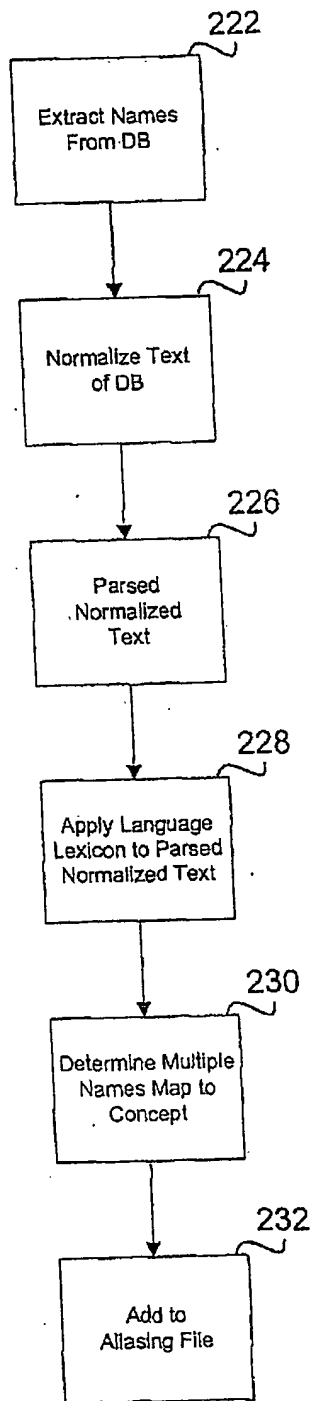 222
Extract Names
From DB
224
Normalize Text
of DB
226
Parsed
Normalized
Text
228
Apply Language
Lexicon to Parsed
Normalized Text
230
Determine Multiple
Names Map to
Concept
232
Add to
Aliasing File